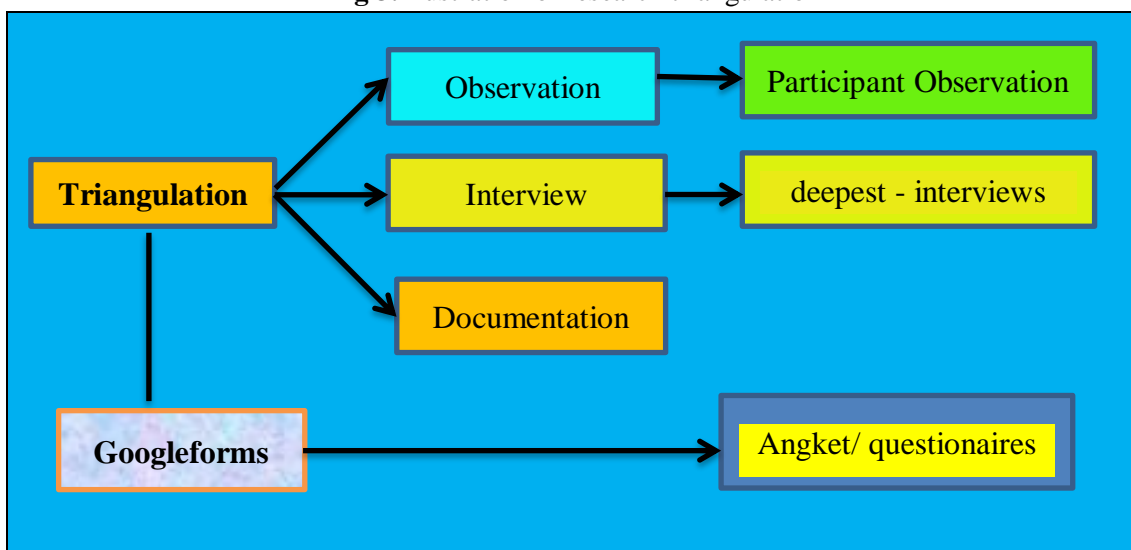 Observation
Participant Observation
Triangulation
Interview
deepest - interviews
Documentation
Googleforms
Angket/ questionaires